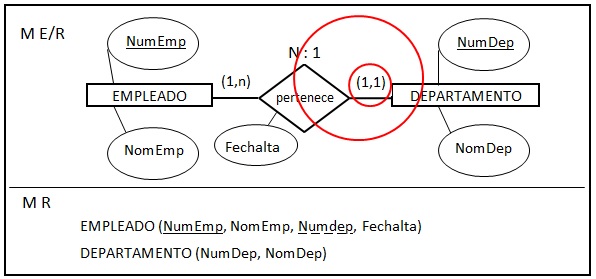 M E/R
NumEmp
NumDep
N : 1
(1,n)
(1,1)
EMPLEADO
pertenece
DEPARTAMENTO
NomEmp
Fechalta
NomDep
M R
EMPLEADO (NumEmp, NomEmp, Numdep, Fechalta)
DEPARTAMENTO (NumDep, NomDep)